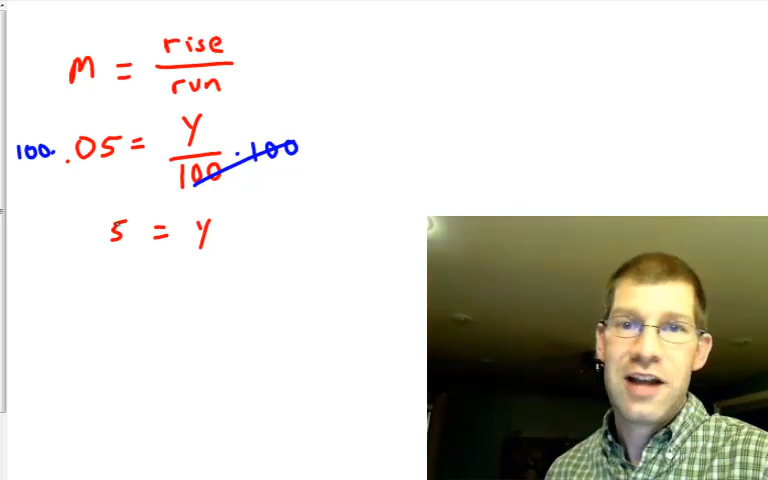 M = rise / run
100 · .05 = y / 100 · 100
5 = y